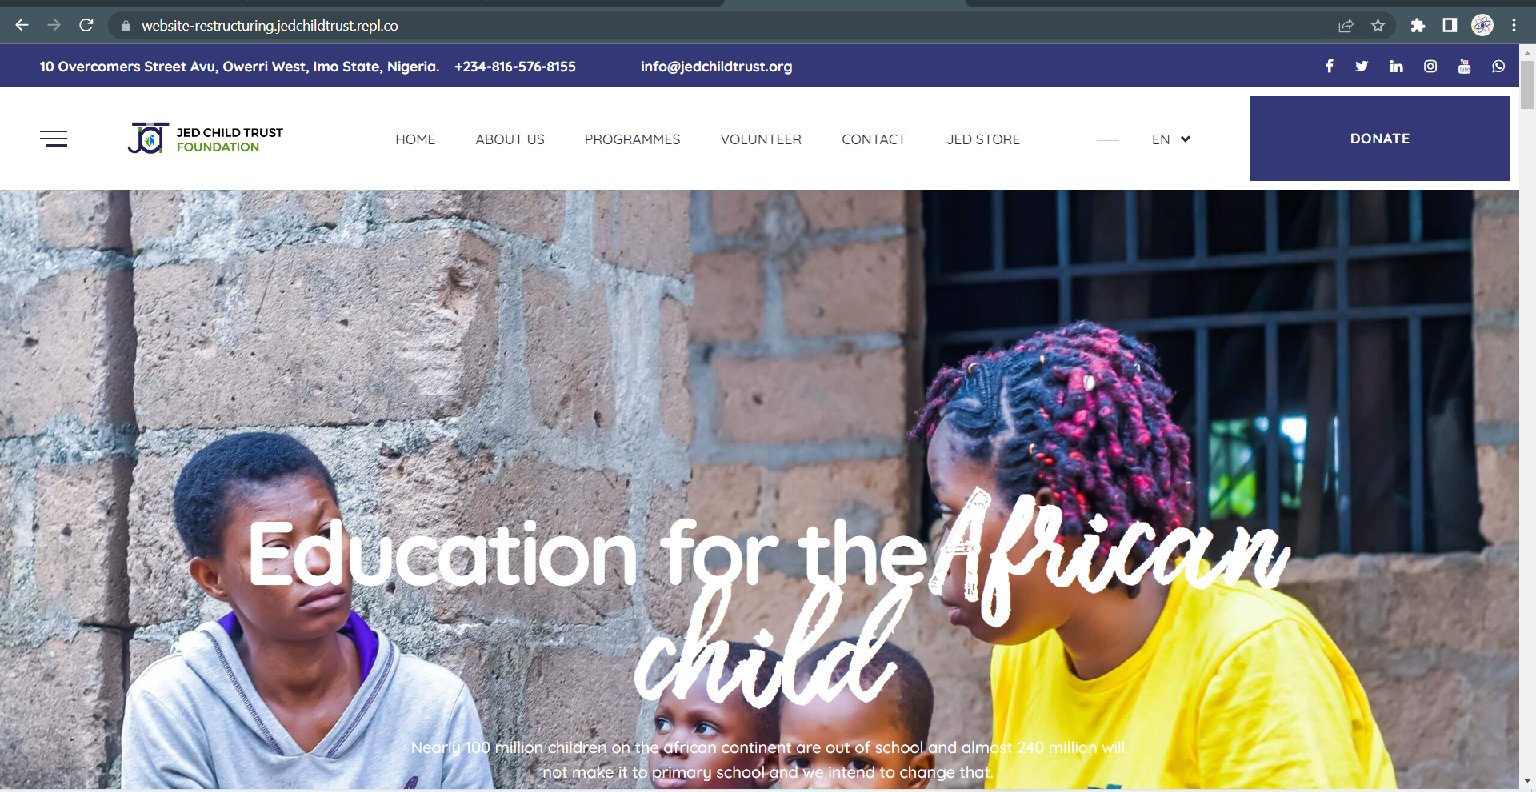 website-restructuring.jedchildtrust.repl.co
10 Overcomers Street Avu, Owerri West, Imo State, Nigeria. +234-816-576-8155 info@jedchildtrust.org
JED CHILD TRUST
FOUNDATION
HOME ABOUT US PROGRAMMES VOLUNTEER CONTACT JED STORE EN DONATE
Education for the African
child
Nearly 100 million children on the african continent are out of school and almost 240 million will
not make it to primary school and we intend to change that.